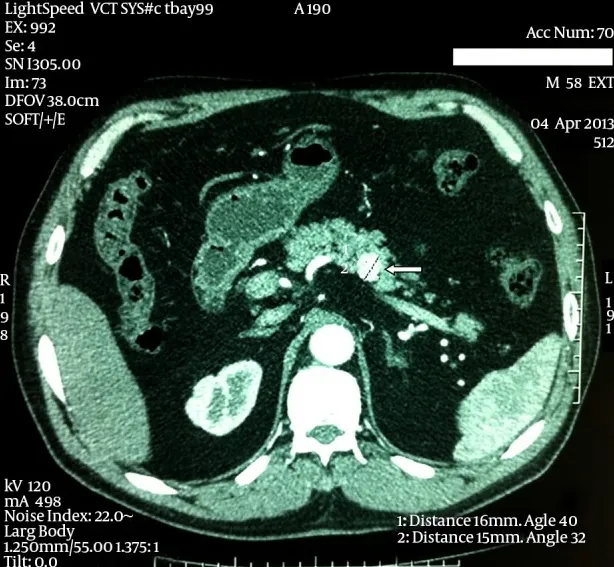 LightSpeed VCT SYS#c tbay99
A 190
EX: 992
Se: 4
SN I305.00
Im: 73
DFOV 38.0cm
SOFT/+/E
Acc Num: 70
M 58 EXT
04 Apr 2013
512
R
1
9
8
L
1
9
1
1
2
kV 120
mA 498
Noise Index: 22.0~
Larg Body
1.250mm/55.00 1.375:1
Tilt: 0.0
1: Distance 16mm. Agle 40
2: Distance 15mm. Angle 32